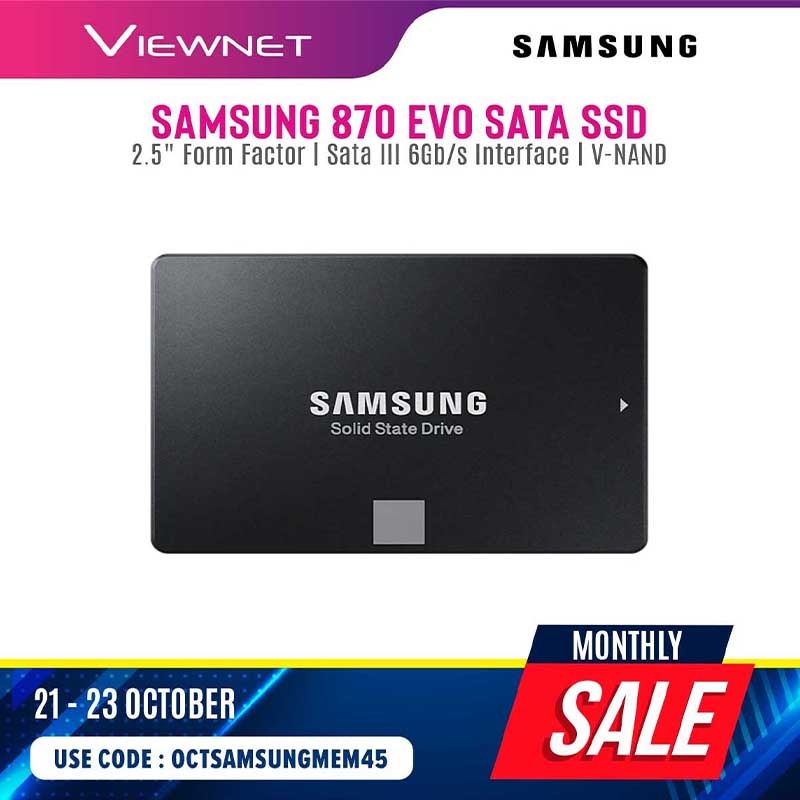 VIEWNET
SAMSUNG
SAMSUNG 870 EVO SATA SSD
2.5" Form Factor | Sata III 6Gb/s Interface | V-NAND
SAMSUNG
Solid State Drive
MONTHLY
SALE
21 - 23 OCTOBER
USE CODE : OCTSAMSUNGMEM45